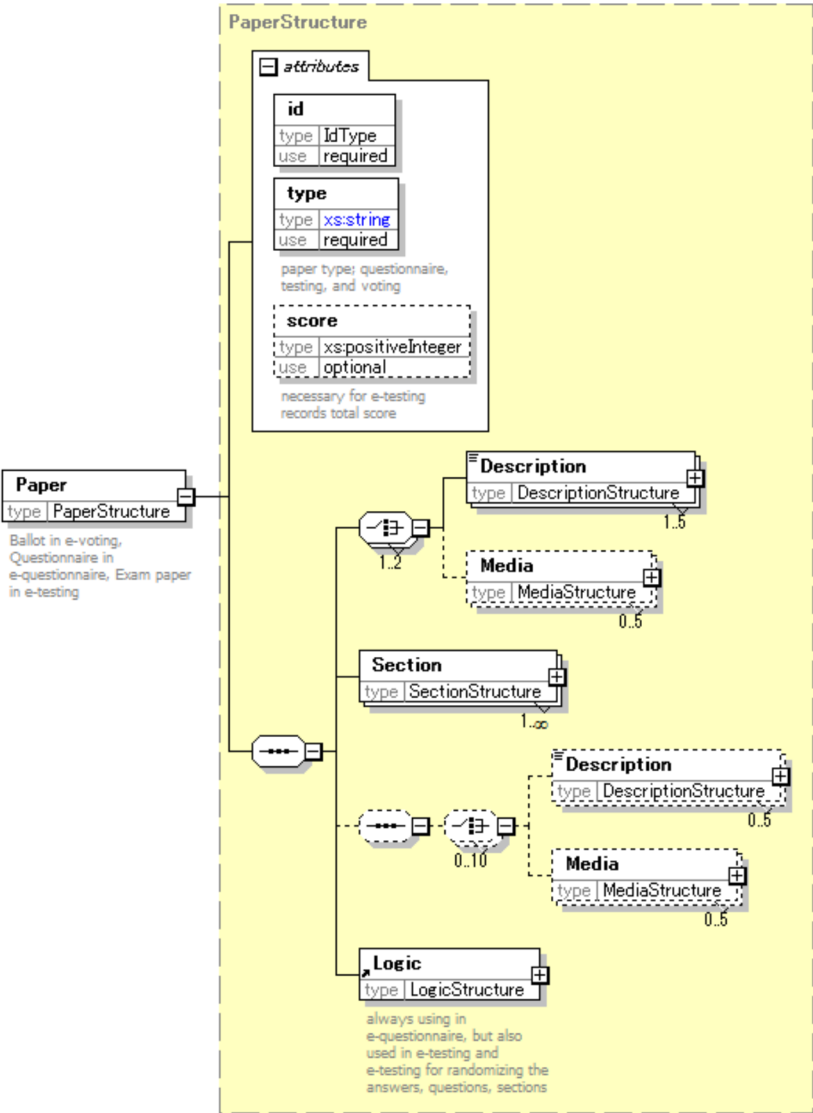 PaperStructure
attributes
id
type IdType
use required
type
type xs:string
use required
paper type; questionnaire,
testing, and voting
score
type xs:positiveInteger
use optional
necessary for e-testing
records total score
Paper
type PaperStructure
Ballot in e-voting,
Questionnaire in
e-questionnaire, Exam paper
in e-testing
Description
type DescriptionStructure
1..5
1..2
Media
type MediaStructure
0..5
Section
type SectionStructure
1..∞
Description
type DescriptionStructure
0..5
0..10
Media
type MediaStructure
0..5
Logic
type LogicStructure
always using in
e-questionnaire, but also
used in e-testing and
e-testing for randomizing the
answers, questions, sections